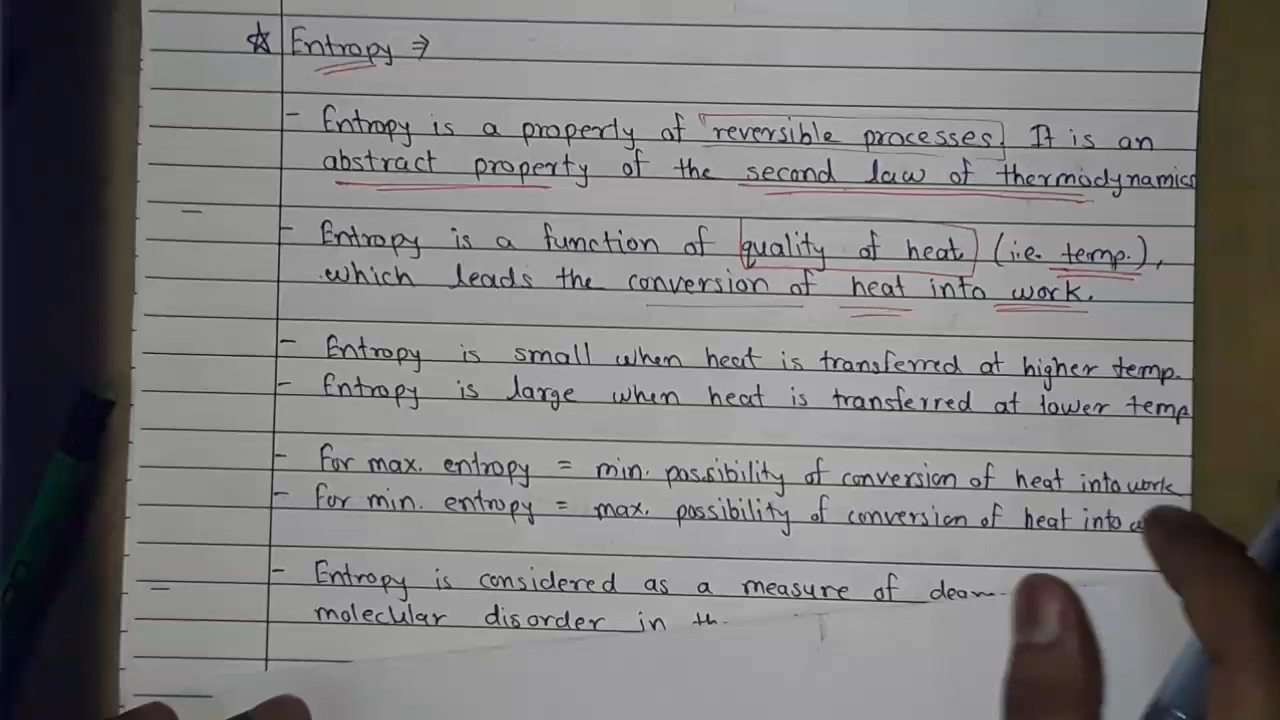 ☆ Entropy ⇒
- Entropy is a property of reversible processes. It is an
abstract property of the second law of thermodynamics
- Entropy is a function of quality of heat (i.e. temp.),
which leads the conversion of heat into work.
- Entropy is small when heat is transferred at higher temp.
- Entropy is large when heat is transferred at lower temp
- For max. entropy = min. possibility of conversion of heat into work
- For min. entropy = max. possibility of conversion of heat into
- Entropy is considered as a measure of
molecular disorder in